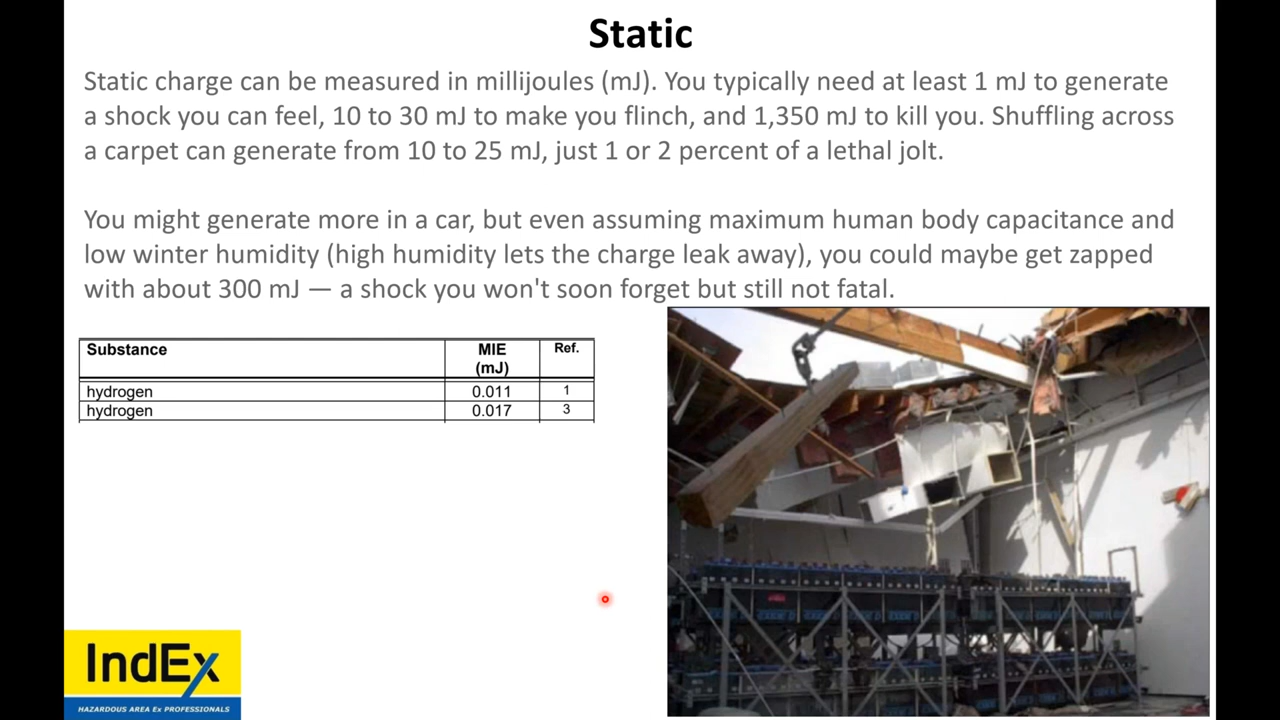 Static
Static charge can be measured in millijoules (mJ). You typically need at least 1 mJ to generate
a shock you can feel, 10 to 30 mJ to make you flinch, and 1,350 mJ to kill you. Shuffling across
a carpet can generate from 10 to 25 mJ, just 1 or 2 percent of a lethal jolt.
You might generate more in a car, but even assuming maximum human body capacitance and
low winter humidity (high humidity lets the charge leak away), you could maybe get zapped
with about 300 mJ — a shock you won't soon forget but still not fatal.
Substance MIE Ref.
(mJ)
hydrogen 0.011 1
hydrogen 0.017 3
IndEx
HAZARDOUS AREA Ex PROFESSIONALS